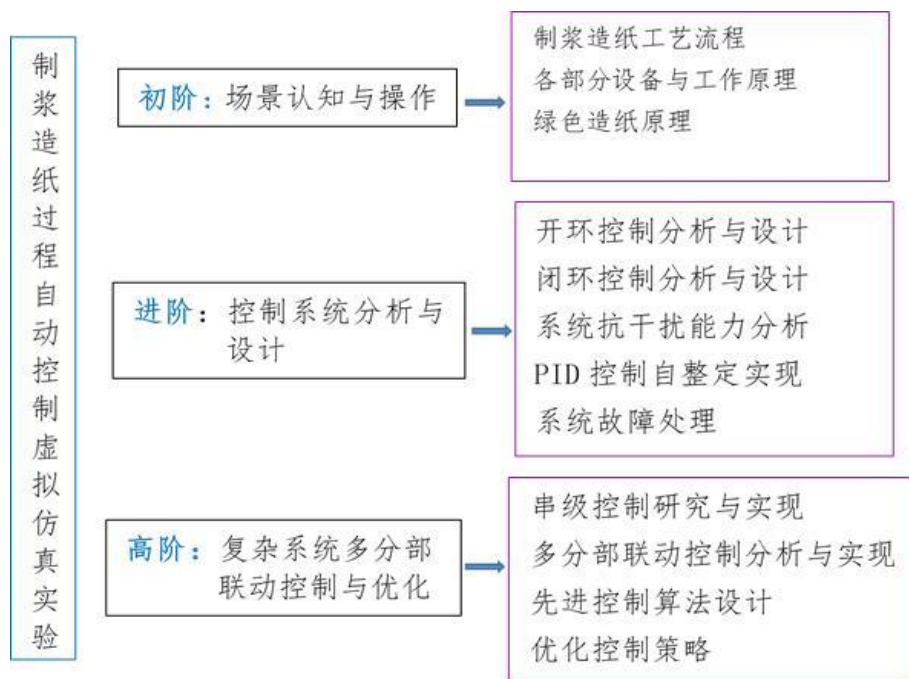 制浆造纸过程自动控制虚拟仿真实验
初阶：场景认知与操作
制浆造纸工艺流程
各部分设备与工作原理
绿色造纸原理
进阶：控制系统分析与
设计
开环控制分析与设计
闭环控制分析与设计
系统抗干扰能力分析
PID 控制自整定实现
系统故障处理
高阶：复杂系统多分部
联动控制与优化
串级控制研究与实现
多分部联动控制分析与实现
先进控制算法设计
优化控制策略